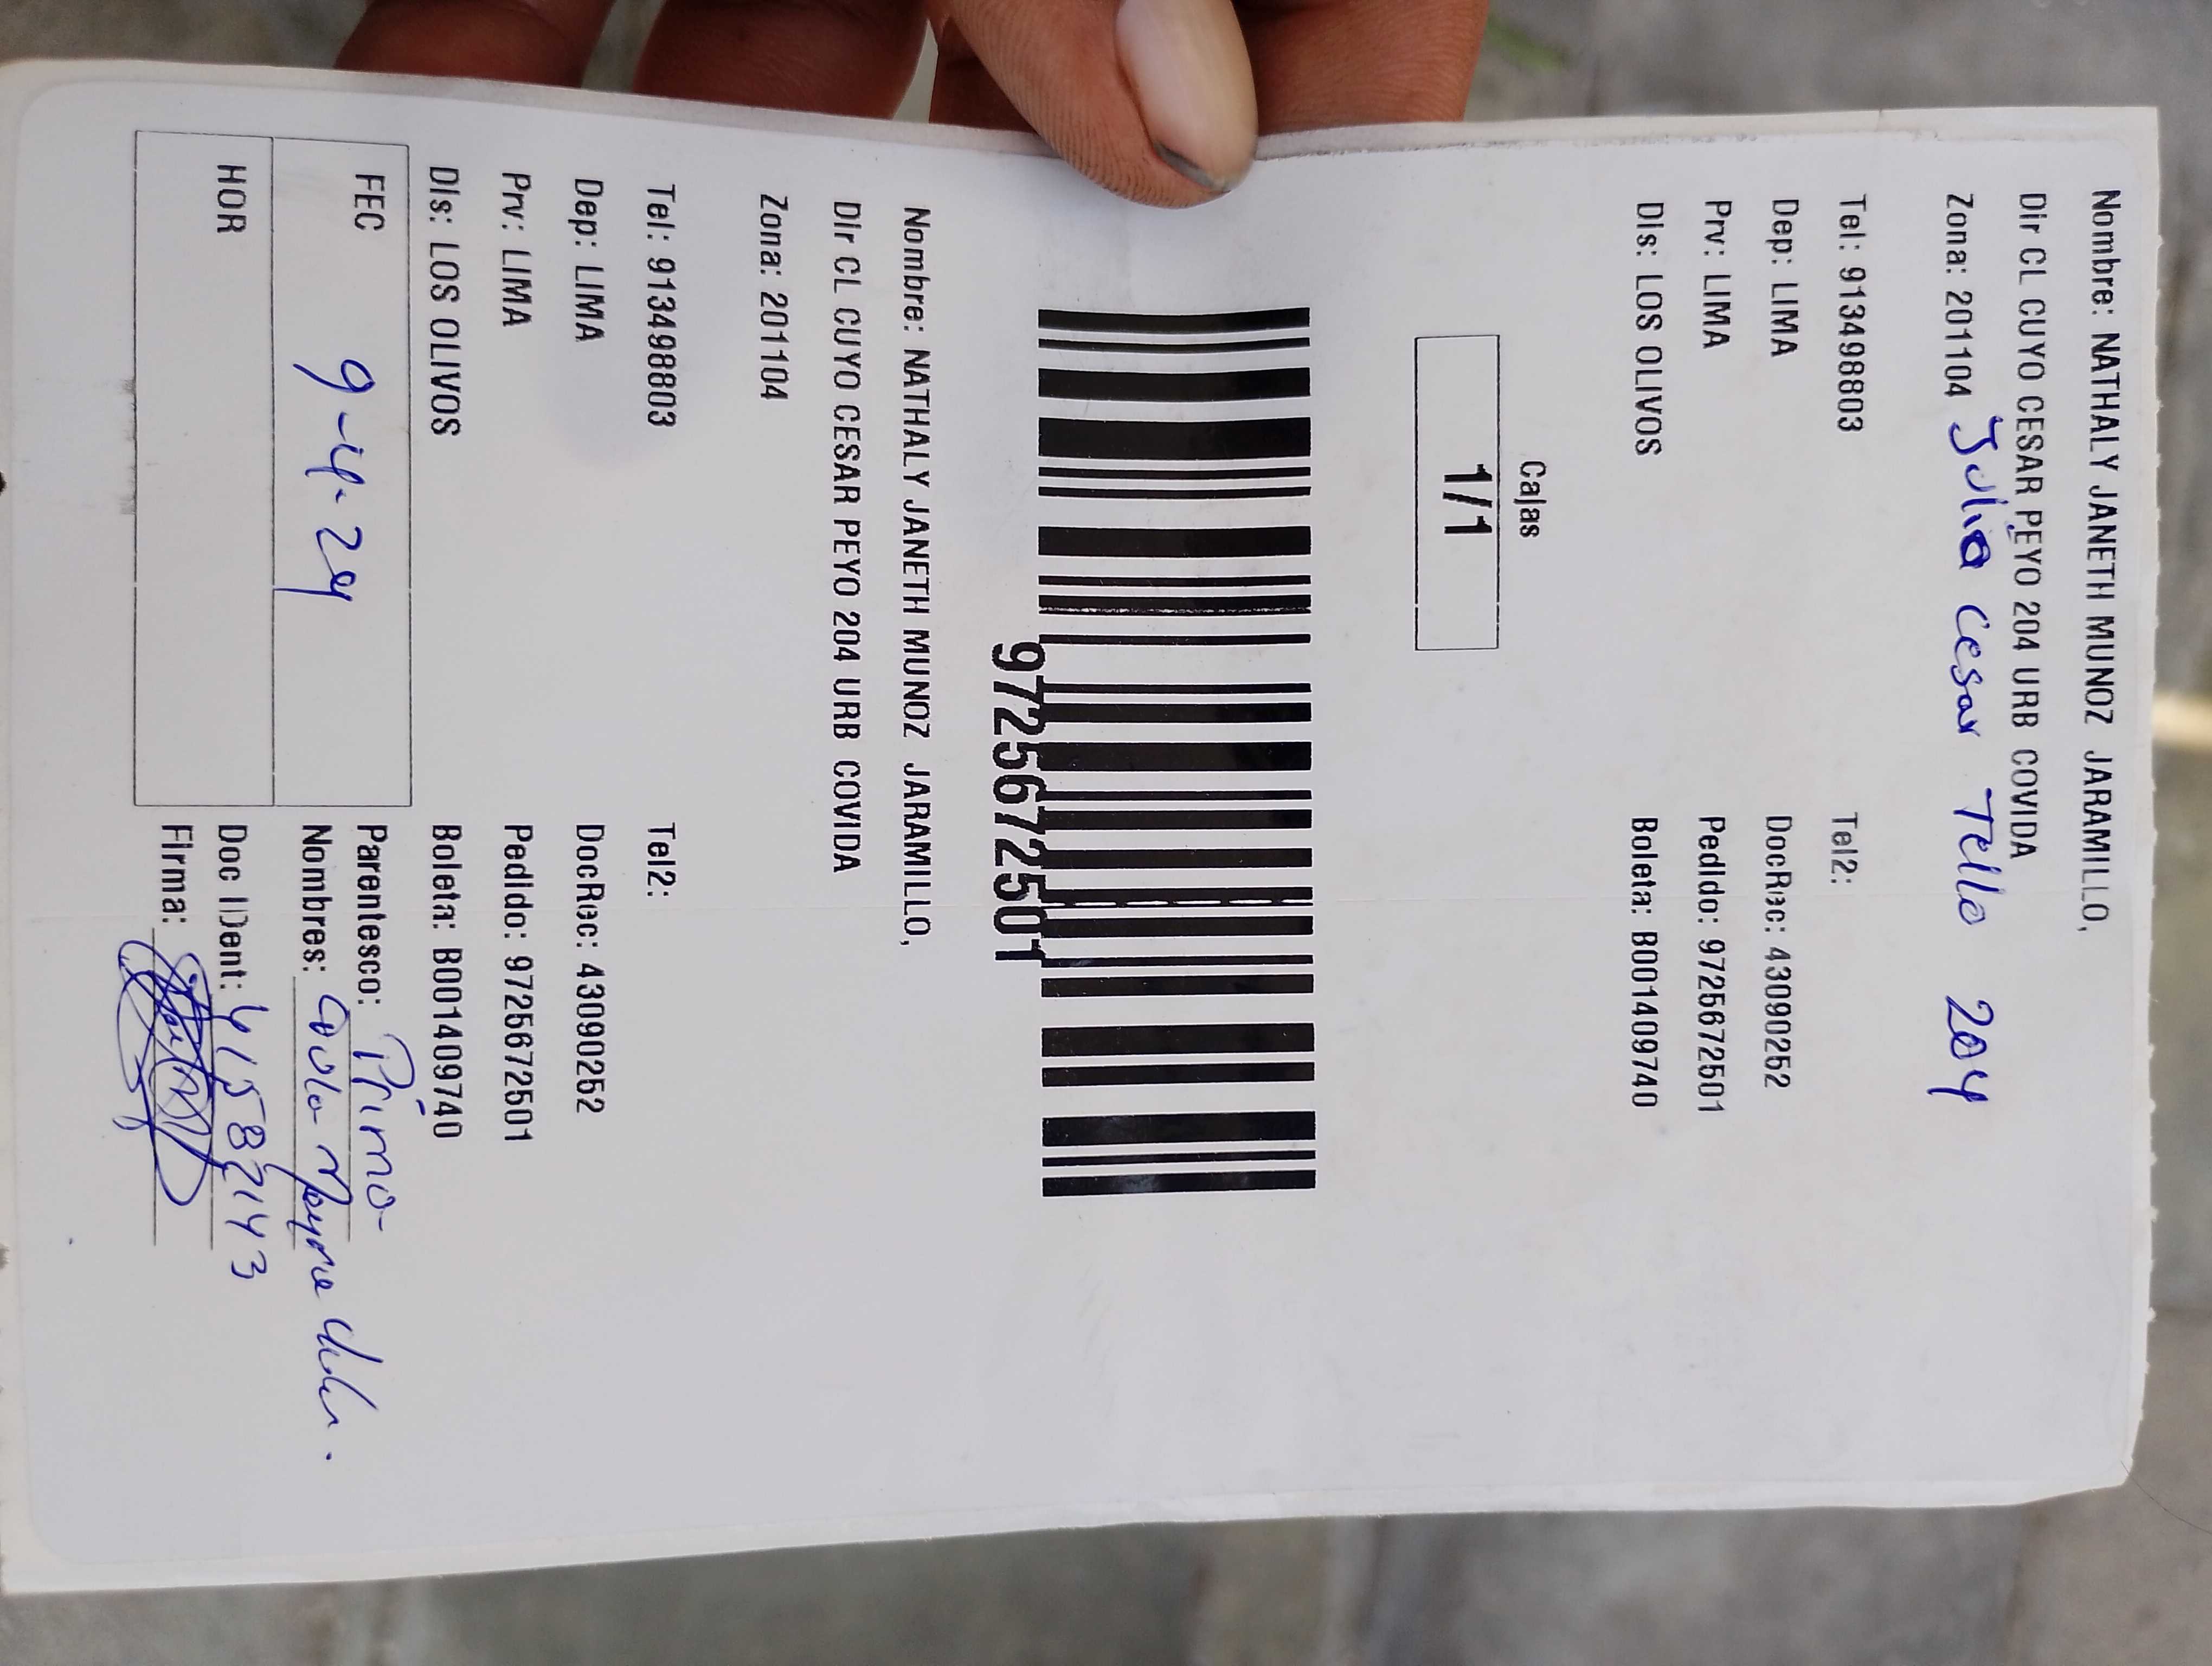 Nombre: NATHALY JANETH MUNOZ JARAMILLO,
Dir CL CUYO CESAR PEYO 204 URB COVIDA
Zona: 201104 Julio Cesar Tello 204
Tel: 913498803 Tel2:
Dep: LIMA DocRec: 43090252
Prv: LIMA Pedido: 9725672501
Dis: LOS OLIVOS Boleta: B001409740
Cajas
1/1
9725672501
Nombre: NATHALY JANETH MUNOZ JARAMILLO,
Dir CL CUYO CESAR PEYO 204 URB COVIDA
Zona: 201104
Tel: 913498803 Tel2:
Dep: LIMA DocRec: 43090252
Prv: LIMA Pedido: 9725672501
Dis: LOS OLIVOS Boleta: B001409740
FEC 9-4-24 Parentesco: Primo
Nombres:
HOR Doc IDent: 41582143
Firma: